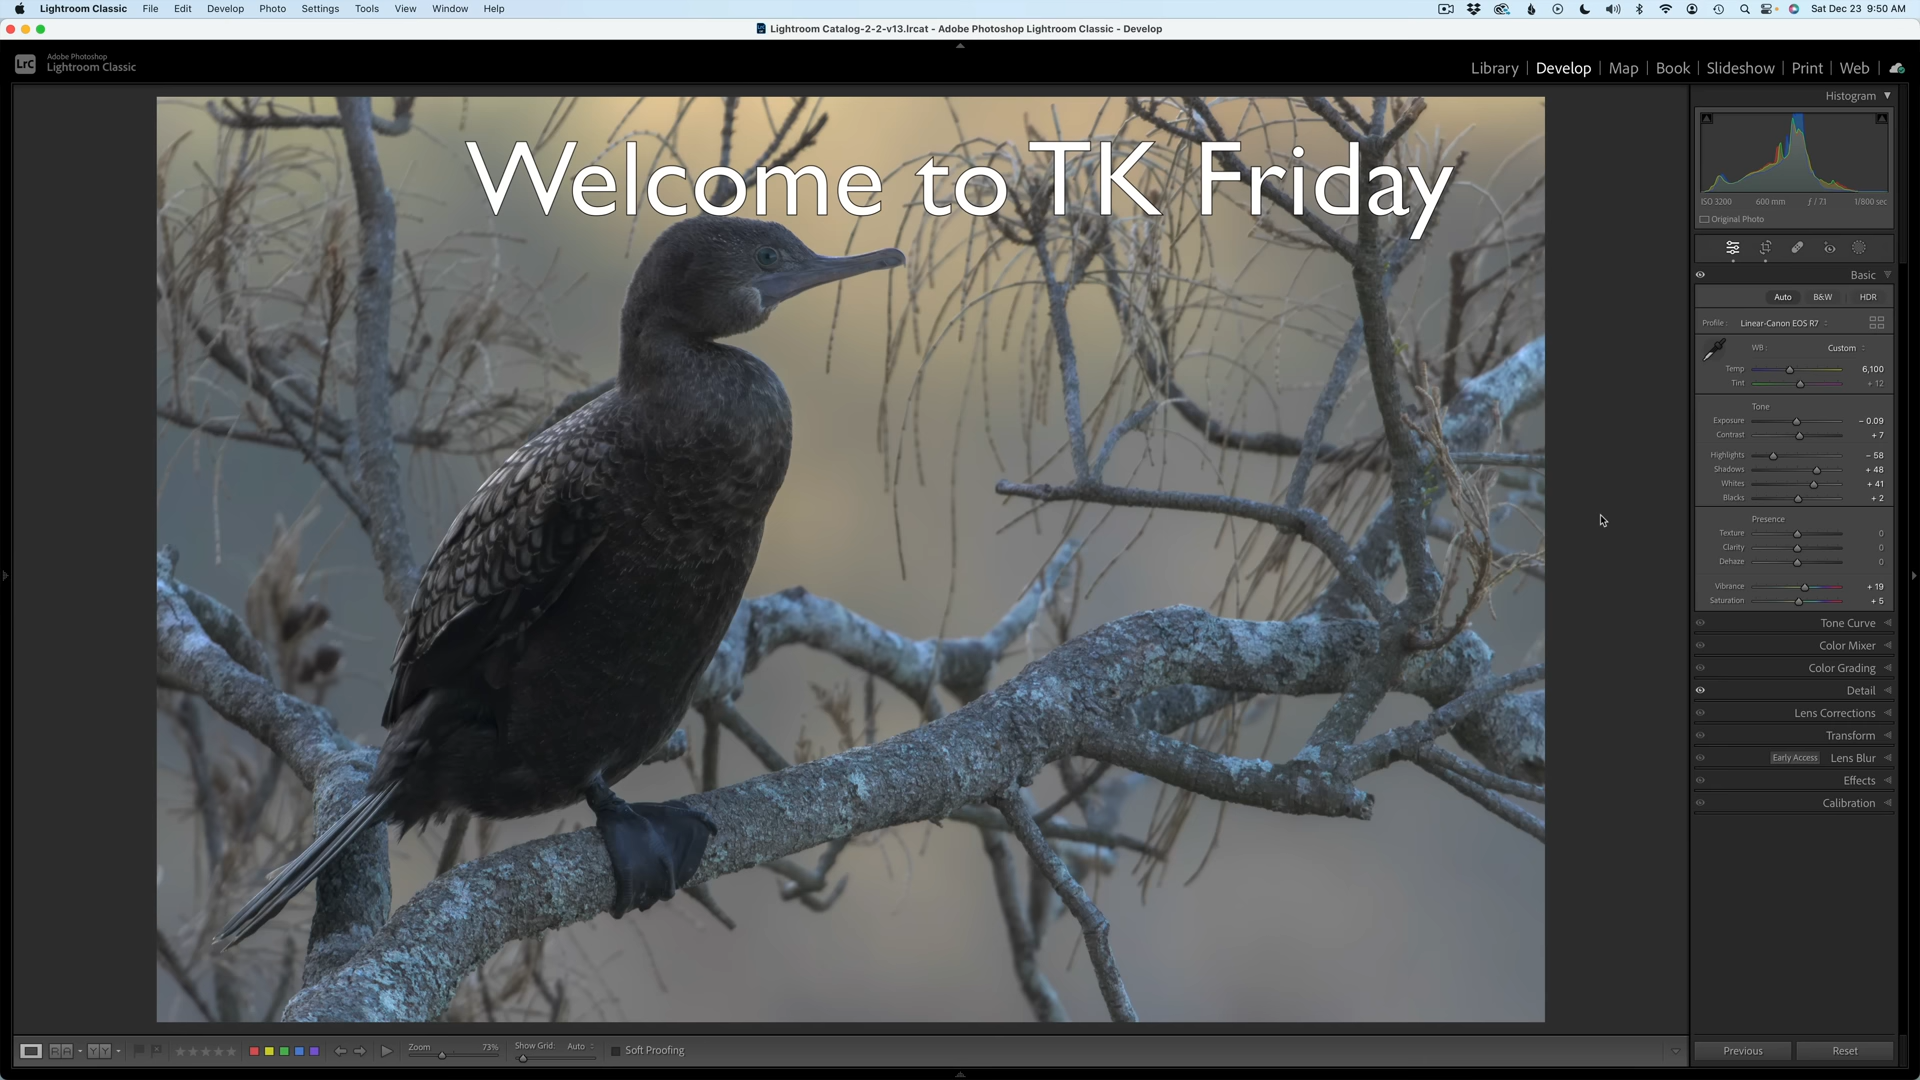 Lightroom Classic File Edit Develop Photo Settings Tools View Window Help Sat Dec 23 9:50 AM
Lightroom Catalog-2-2-v13.lrcat - Adobe Photoshop Lightroom Classic - Develop
LrC Adobe Photoshop
Lightroom Classic
Library | Develop | Map | Book | Slideshow | Print | Web
Welcome to TK Friday
Histogram
ISO 3200 600 mm ƒ / 7.1 1/800 sec
Original Photo
Basic
Auto B&W HDR
Profile : Linear-Canon EOS R7
WB : Custom
Temp 6,100
Tint + 12
Tone
Exposure − 0.09
Contrast + 7
Highlights − 58
Shadows + 48
Whites + 41
Blacks + 2
Presence
Texture 0
Clarity 0
Dehaze 0
Vibrance + 19
Saturation + 5
Tone Curve
Color Mixer
Color Grading
Detail
Lens Corrections
Transform
Early Access Lens Blur
Effects
Calibration
Zoom 73% Show Grid: Auto Soft Proofing
Previous Reset